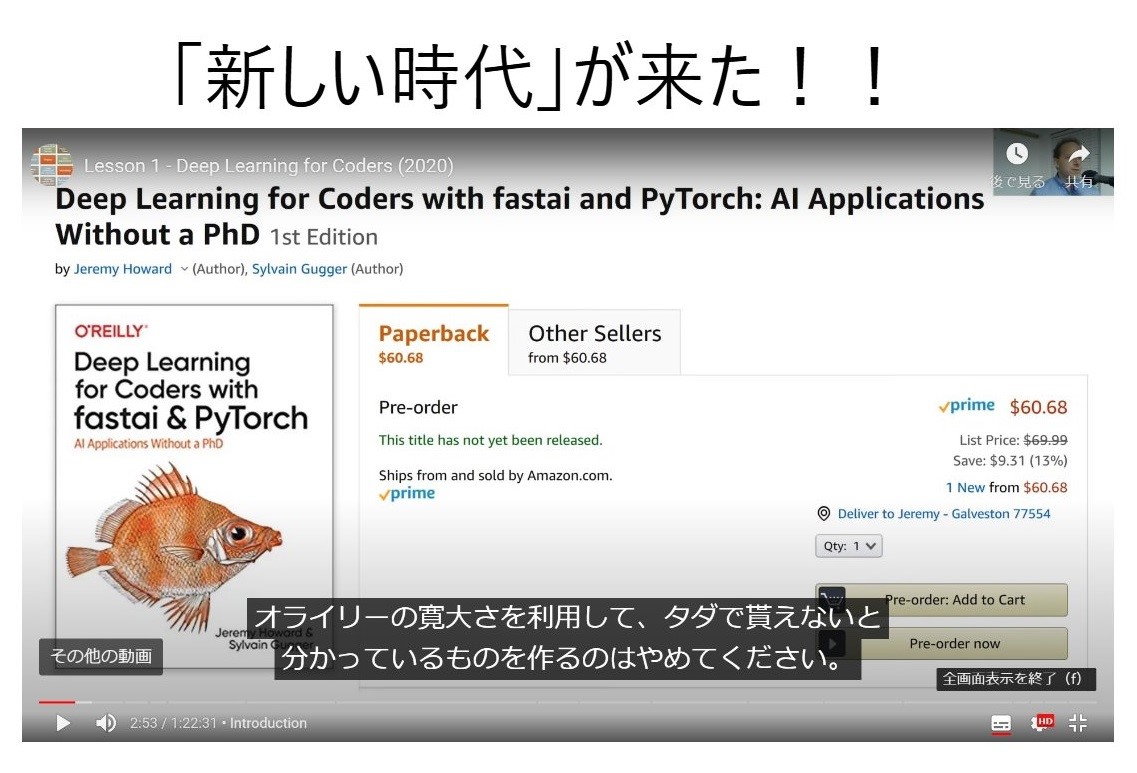 「新しい時代」が来た！！
Lesson 1 - Deep Learning for Coders (2020)
後で見る
共有
Deep Learning for Coders with fastai and PyTorch: AI Applications
Without a PhD 1st Edition
by Jeremy Howard (Author), Sylvain Gugger (Author)
O'REILLY®
Deep Learning
for Coders with
fastai & PyTorch
AI Applications Without a PhD
Jeremy Howard &
Sylvain Gugger
Paperback
$60.68
Other Sellers
from $60.68
Pre-order
This title has not yet been released.
Ships from and sold by Amazon.com.
prime
prime $60.68
List Price: $69.99
Save: $9.31 (13%)
1 New from $60.68
Deliver to Jeremy - Galveston 77554
Qty: 1
Pre-order: Add to Cart
Pre-order now
オライリーの寛大さを利用して、タダで貰えないと
分かっているものを作るのはやめてください。
その他の動画
全画面表示を終了（f）
2:53 / 1:22:31 • Introduction
HD